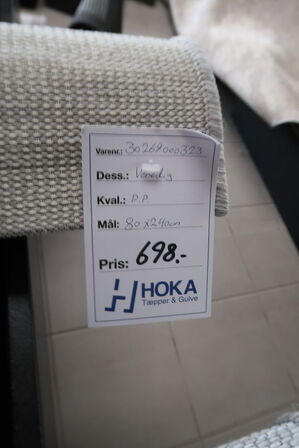 Varenr.: 30269000323
Dess.: Venedig
Kval.: P.P.
Mål.: 80x240cm
Pris: 698.-
HOKA
Tæpper & Gulve